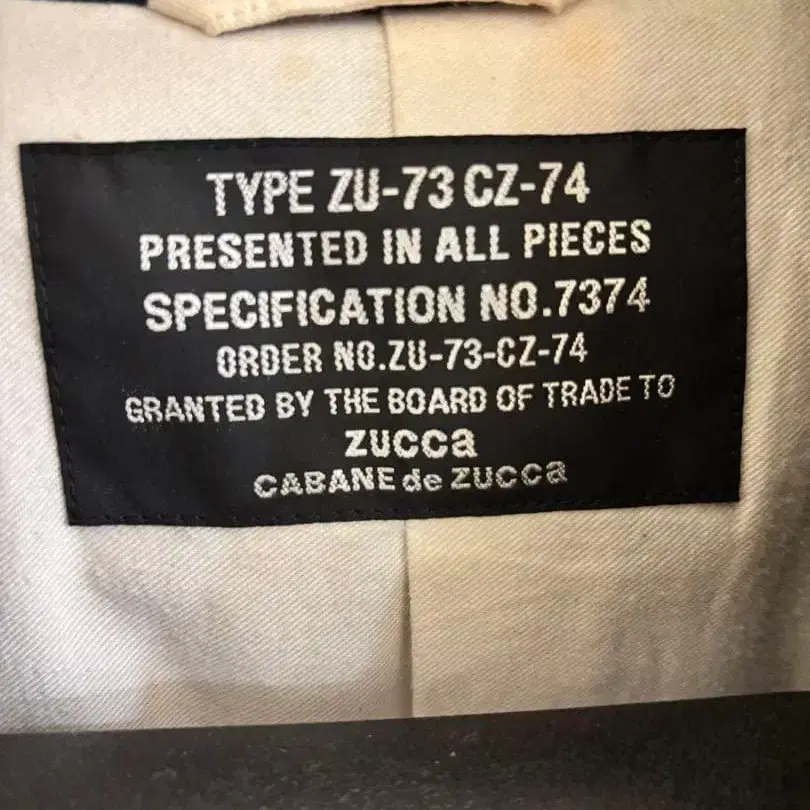 TYPE ZU-73 CZ-74
PRESENTED IN ALL PIECES
SPECIFICATION NO.7374
ORDER NO.ZU-73-CZ-74
GRANTED BY THE BOARD OF TRADE TO
zucca
CABANE de ZUCCa